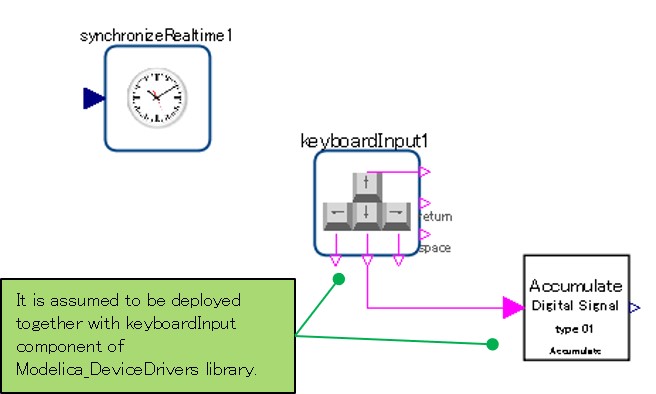 synchronizeRealtime1
keyboardInput1
return
space
Accumulate
Digital Signal
type 01
Accumulate
It is assumed to be deployed
together with keyboardInput
component of
Modelica_DeviceDrivers library.